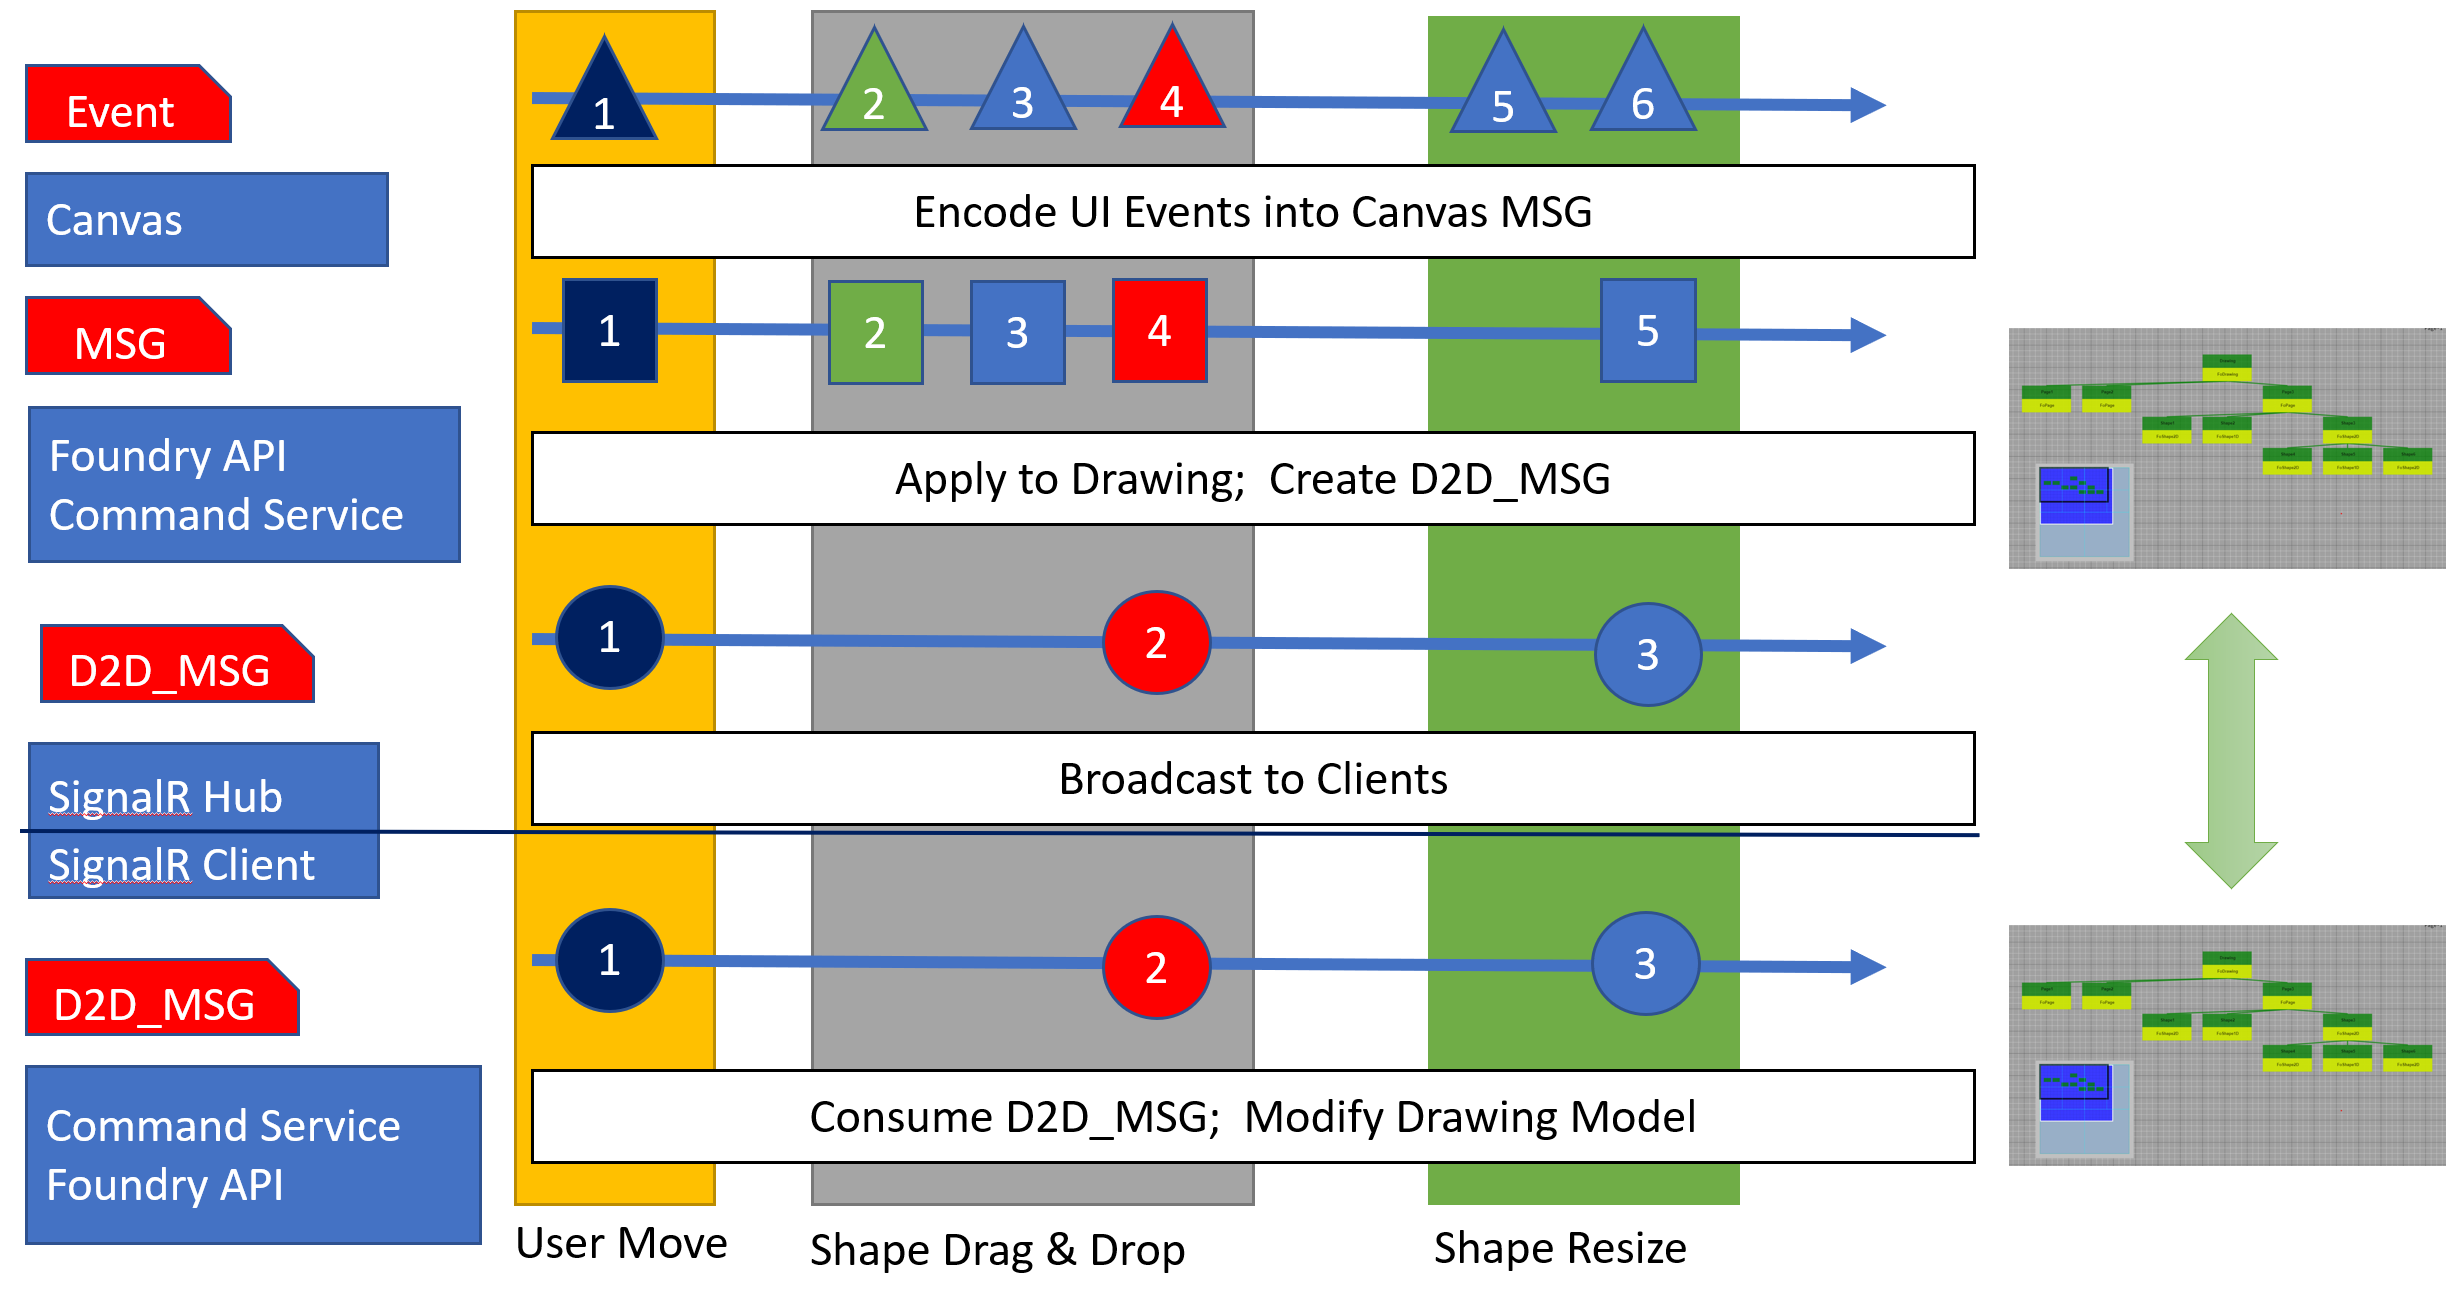 Event
1
2
3
4
5
6
Canvas
Encode UI Events into Canvas MSG
MSG
1
2
3
4
5
Foundry API
Command Service
Apply to Drawing;  Create D2D_MSG
D2D_MSG
1
2
3
SignalR Hub
Broadcast to Clients
SignalR Client
D2D_MSG
1
2
3
Command Service
Foundry API
Consume D2D_MSG;  Modify Drawing Model
User Move
Shape Drag & Drop
Shape Resize